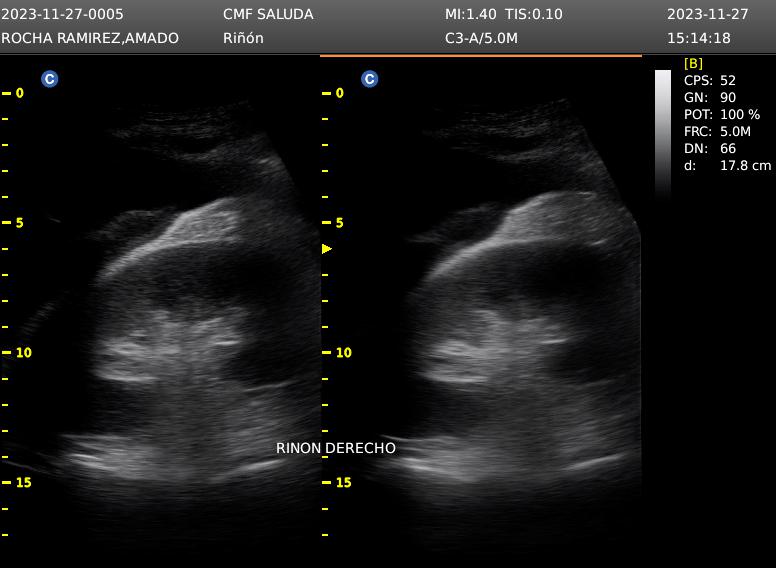 2023-11-27-0005 CMF SALUDA MI:1.40 TIS:0.10 2023-11-27
ROCHA RAMIREZ,AMADO Riñón C3-A/5.0M 15:14:18
[B]
C C
CPS: 52
0 0
GN: 90
POT: 100 %
FRC: 5.0M
DN: 66
d: 17.8 cm
5 5
10 10
RINON DERECHO
15 15